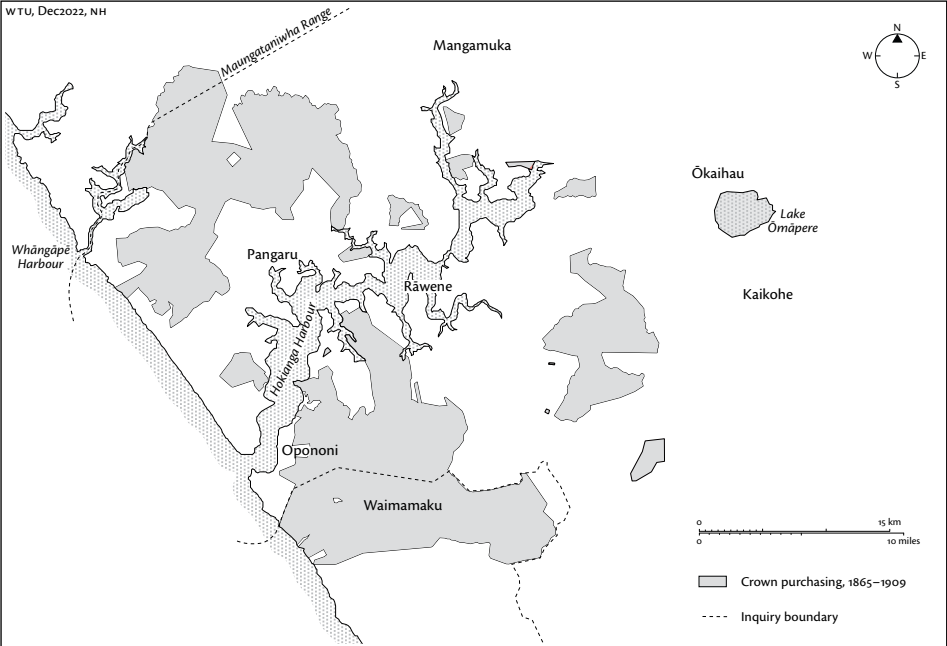 WTU, Dec2022, NH
Maungataniwha Range
Mangamuka
N
W
E
S
Ōkaihau
Lake
Ōmāpere
Whāngāpē
Harbour
Pangaru
Rāwene
Kaikohe
Hokianga Harbour
Opononi
Waimamaku
0 15 km
0 10 miles
Crown purchasing, 1865–1909
Inquiry boundary